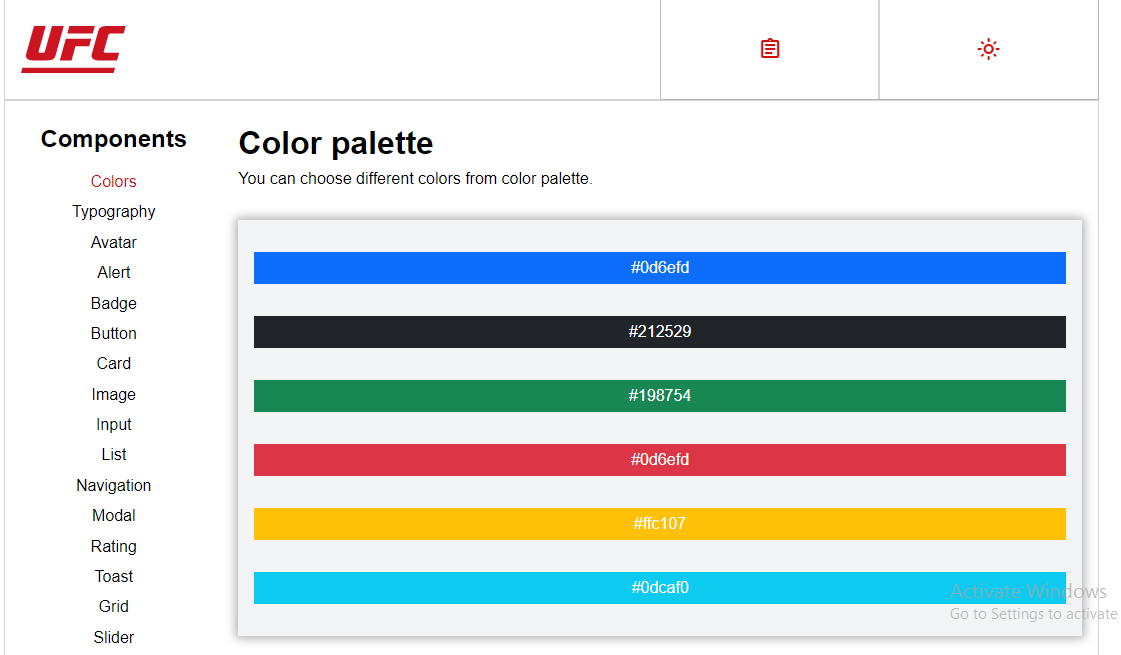 UFC
Components
Colors
Typography
Avatar
Alert
Badge
Button
Card
Image
Input
List
Navigation
Modal
Rating
Toast
Grid
Slider
Color palette
You can choose different colors from color palette.
#0d6efd
#212529
#198754
#0d6efd
#ffc107
#0dcaf0
Activate Windows
Go to Settings to activate